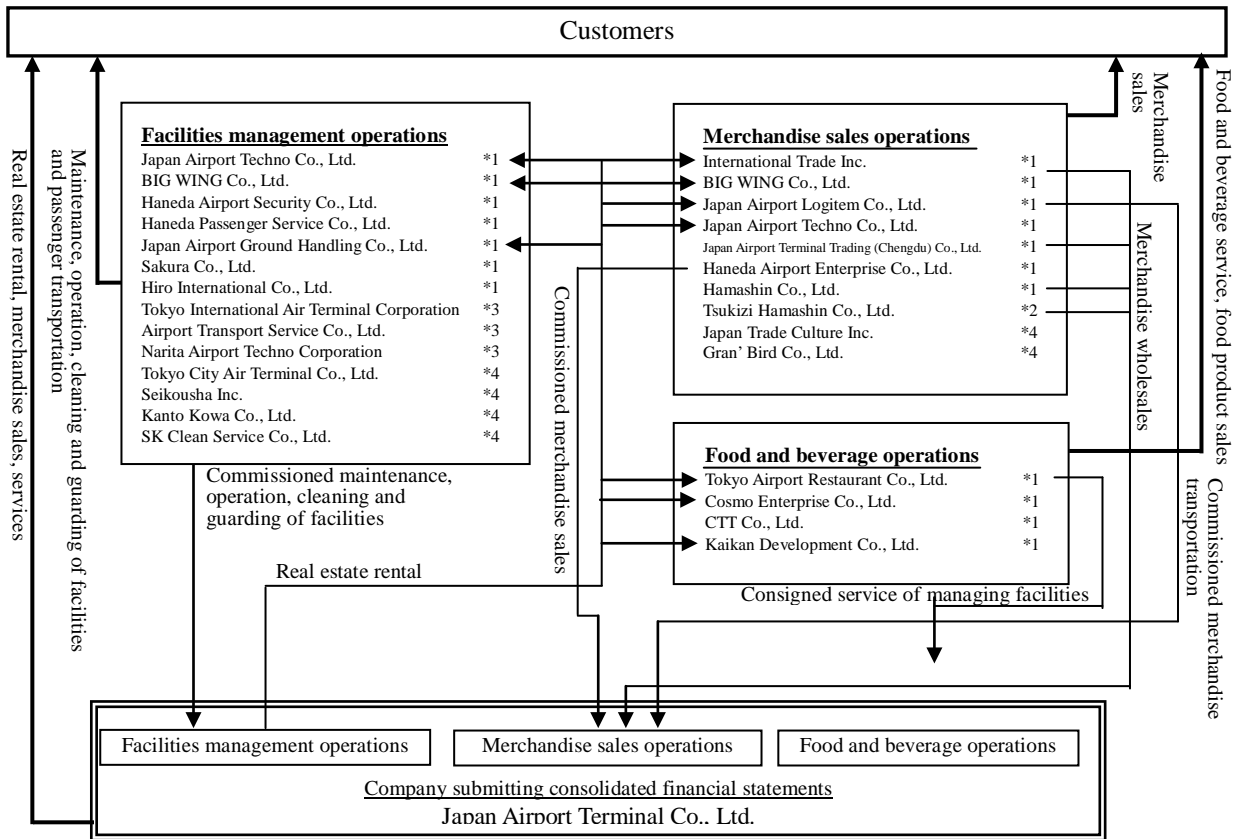 Customers
Real estate rental, merchandise sales, services
Maintenance, operation, cleaning and guarding of facilities
and passenger transportation
Facilities management operations
Japan Airport Techno Co., Ltd. *1
BIG WING Co., Ltd. *1
Haneda Airport Security Co., Ltd. *1
Haneda Passenger Service Co., Ltd. *1
Japan Airport Ground Handling Co., Ltd. *1
Sakura Co., Ltd. *1
Hiro International Co., Ltd. *1
Tokyo International Air Terminal Corporation *3
Airport Transport Service Co., Ltd. *3
Narita Airport Techno Corporation *3
Tokyo City Air Terminal Co., Ltd. *4
Seikousha Inc. *4
Kanto Kowa Co., Ltd. *4
SK Clean Service Co., Ltd. *4
Commissioned maintenance,
operation, cleaning and
guarding of facilities
Real estate rental
Commissioned merchandise sales
Merchandise sales operations
International Trade Inc. *1
BIG WING Co., Ltd. *1
Japan Airport Logitem Co., Ltd. *1
Japan Airport Techno Co., Ltd. *1
Japan Airport Terminal Trading (Chengdu) Co., Ltd. *1
Haneda Airport Enterprise Co., Ltd. *1
Hamashin Co., Ltd. *1
Tsukizi Hamashin Co., Ltd. *2
Japan Trade Culture Inc. *4
Gran' Bird Co., Ltd. *4
Merchandise
sales
Merchandise wholesales
Food and beverage service, food product sales
Commissioned merchandise
transportation
Food and beverage operations
Tokyo Airport Restaurant Co., Ltd. *1
Cosmo Enterprise Co., Ltd. *1
CTT Co., Ltd. *1
Kaikan Development Co., Ltd. *1
Consigned service of managing facilities
Facilities management operations
Merchandise sales operations
Food and beverage operations
Company submitting consolidated financial statements
Japan Airport Terminal Co., Ltd.